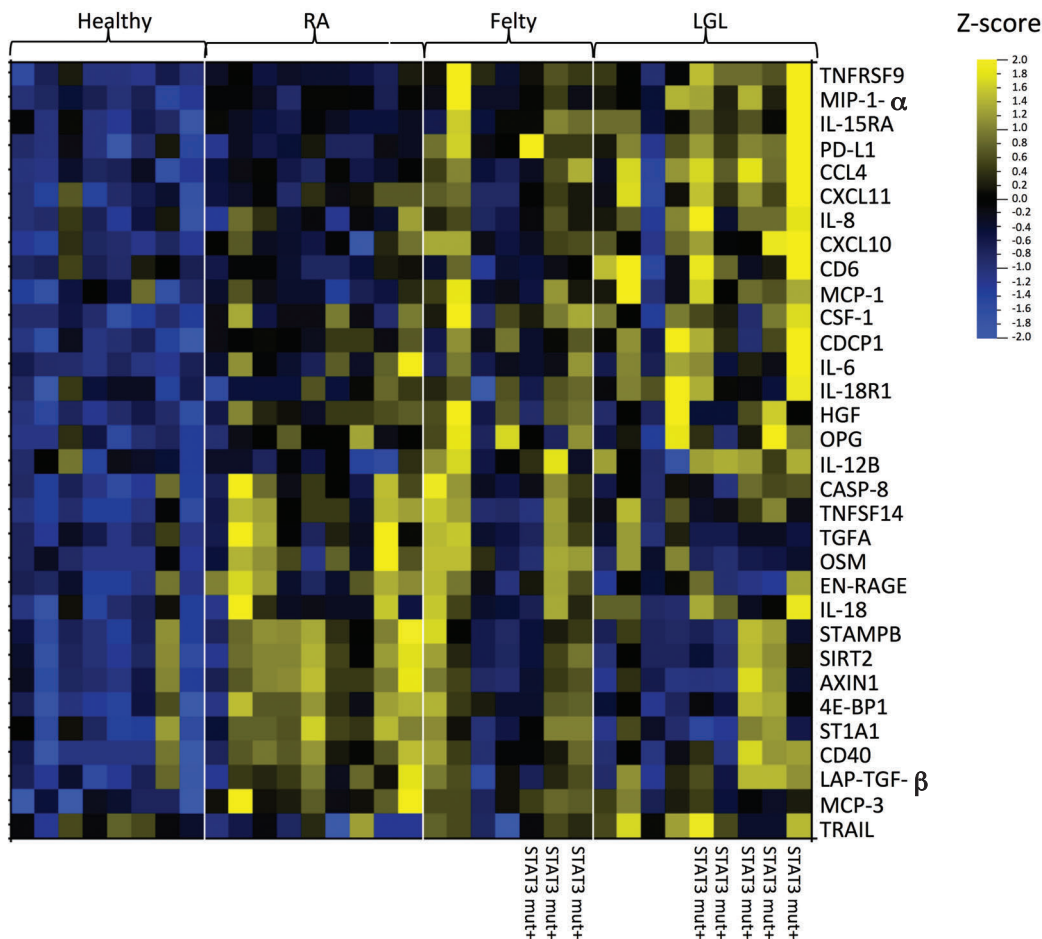 Healthy RA Felty LGL Z-score
TNFRSF9
MIP-1-α
IL-15RA
PD-L1
CCL4
CXCL11
IL-8
CXCL10
CD6
MCP-1
CSF-1
CDCP1
IL-6
IL-18R1
HGF
OPG
IL-12B
CASP-8
TNFSF14
TGFA
OSM
EN-RAGE
IL-18
STAMPB
SIRT2
AXIN1
4E-BP1
ST1A1
CD40
LAP-TGF-β
MCP-3
TRAIL
2.0
1.8
1.6
1.4
1.2
1.0
0.8
0.6
0.4
0.2
0.0
-0.0
-0.2
-0.4
-0.6
-0.8
-1.0
-1.2
-1.4
-1.6
-1.8
-2.0
STAT3 mut+
STAT3 mut+
STAT3 mut+
STAT3 mut+
STAT3 mut+
STAT3 mut+
STAT3 mut+
STAT3 mut+